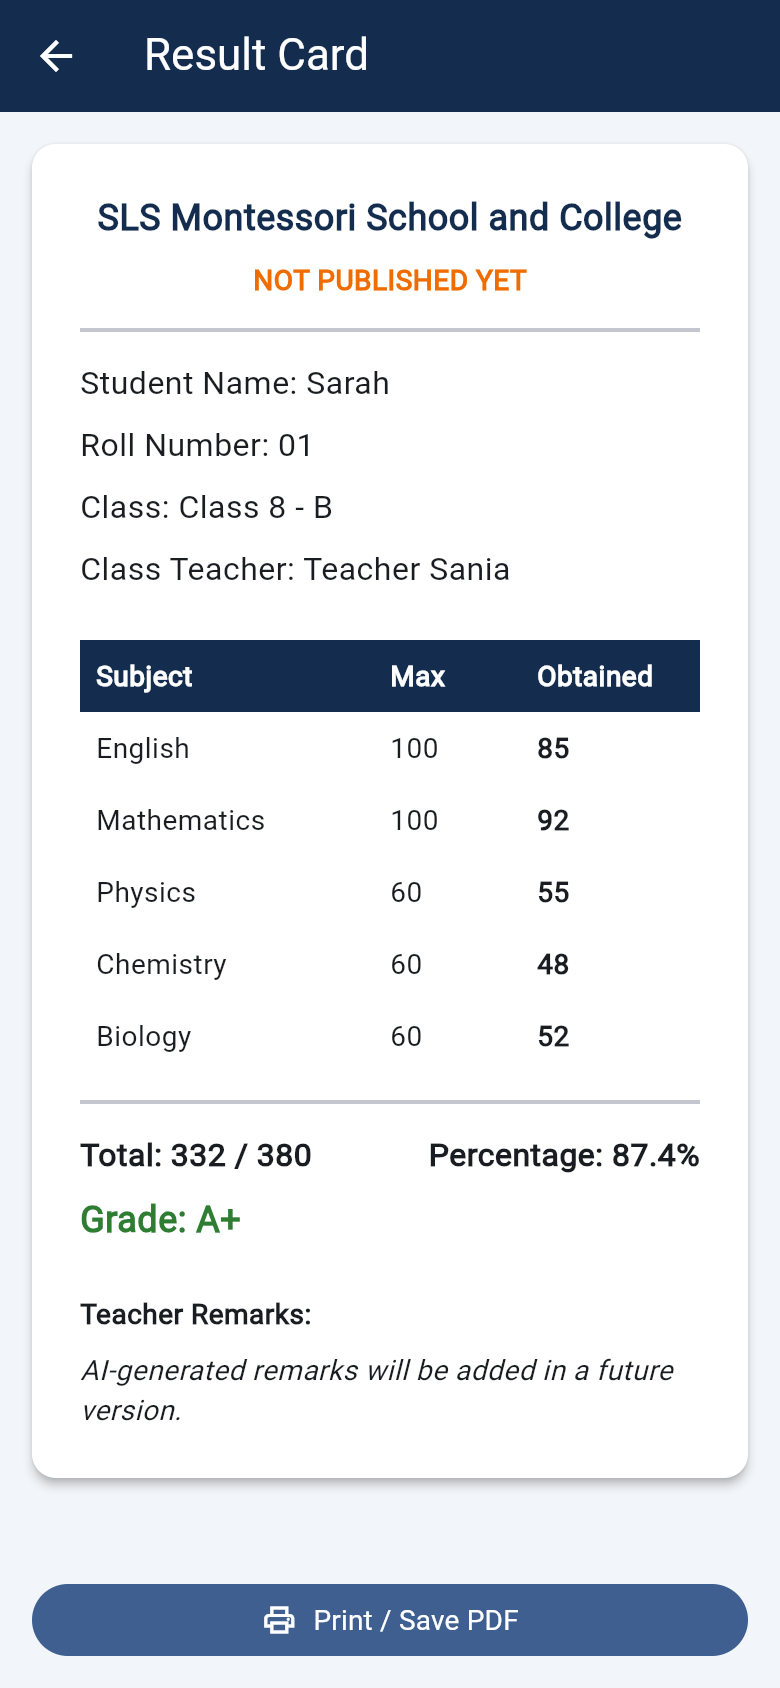 Result Card
SLS Montessori School and College
NOT PUBLISHED YET
Student Name: Sarah
Roll Number: 01
Class: Class 8 - B
Class Teacher: Teacher Sania
Subject Max Obtained
English 100 85
Mathematics 100 92
Physics 60 55
Chemistry 60 48
Biology 60 52
Total: 332 / 380 Percentage: 87.4%
Grade: A+
Teacher Remarks:
AI-generated remarks will be added in a future
version.
Print / Save PDF